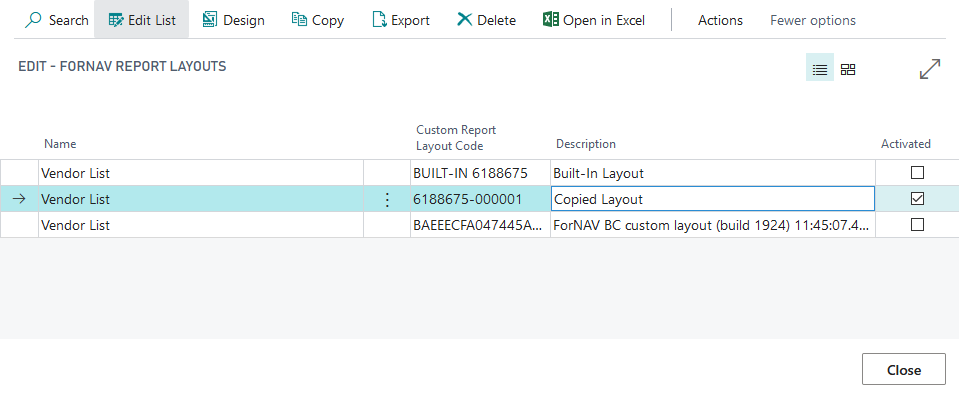 Search Edit List Design Copy Export Delete Open in Excel Actions Fewer options
EDIT - FORNAV REPORT LAYOUTS
Name Custom Report Layout Code Description Activated
Vendor List BUILT-IN 6188675 Built-In Layout
Vendor List 6188675-000001 Copied Layout
Vendor List BAEEECFA047445A... ForNAV BC custom layout (build 1924) 11:45:07.4...
Close